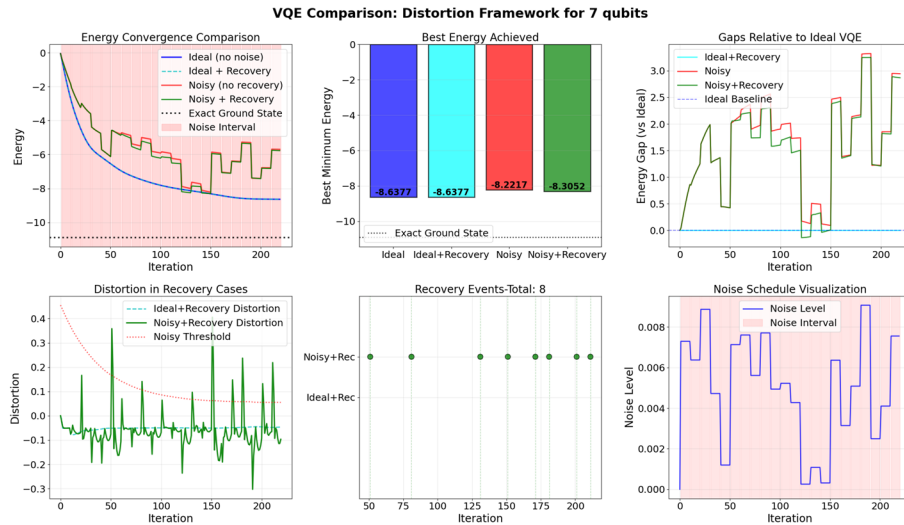 VQE Comparison: Distortion Framework for 7 qubits
Energy Convergence Comparison
Energy
0
−2
−4
−6
−8
−10
Ideal (no noise)
Ideal + Recovery
Noisy (no recovery)
Noisy + Recovery
Exact Ground State
Noise Interval
0
50
100
150
200
Iteration
Best Energy Achieved
Best Minimum Energy
0
−2
−4
−6
−8
−10
-8.6377
-8.6377
-8.2217
-8.3052
Exact Ground State
Ideal
Ideal+Recovery
Noisy
Noisy+Recovery
Gaps Relative to Ideal VQE
Energy Gap (vs Ideal)
3.0
2.5
2.0
1.5
1.0
0.5
0.0
Ideal+Recovery
Noisy
Noisy+Recovery
Ideal Baseline
0
50
100
150
200
Iteration
Distortion in Recovery Cases
Distortion
0.4
0.3
0.2
0.1
0.0
−0.1
−0.2
−0.3
Ideal+Recovery Distortion
Noisy+Recovery Distortion
Noisy Threshold
0
50
100
150
200
Iteration
Recovery Events-Total: 8
Noisy+Rec
Ideal+Rec
50
75
100
125
150
175
200
Iteration
Noise Schedule Visualization
Noise Level
0.008
0.006
0.004
0.002
0.000
Noise Level
Noise Interval
0
50
100
150
200
Iteration